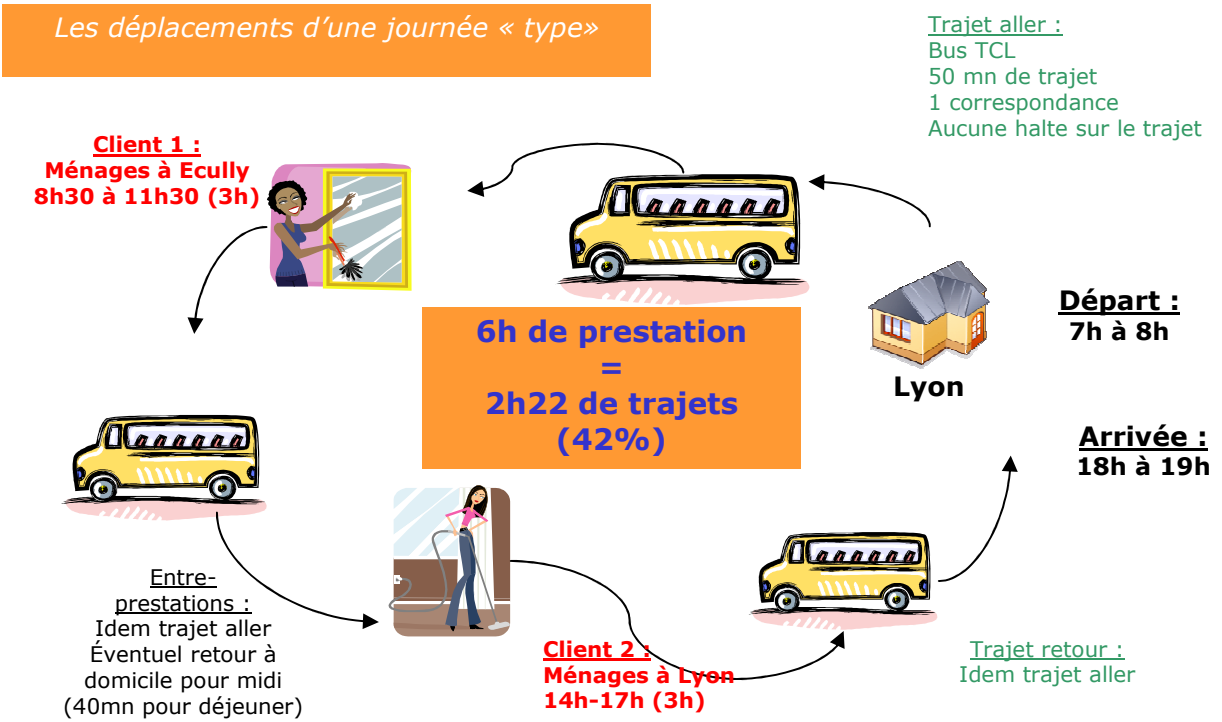 Les déplacements d’une journée « type»
Trajet aller :
Bus TCL
50 mn de trajet
1 correspondance
Aucune halte sur le trajet
Client 1 :
Ménages à Ecully
8h30 à 11h30 (3h)
Départ :
7h à 8h
Lyon
6h de prestation
=
2h22 de trajets
(42%)
Arrivée :
18h à 19h
Entre-
prestations :
Idem trajet aller
Éventuel retour à
domicile pour midi
(40mn pour déjeuner)
Client 2 :
Ménages à Lyon
14h-17h (3h)
Trajet retour :
Idem trajet aller